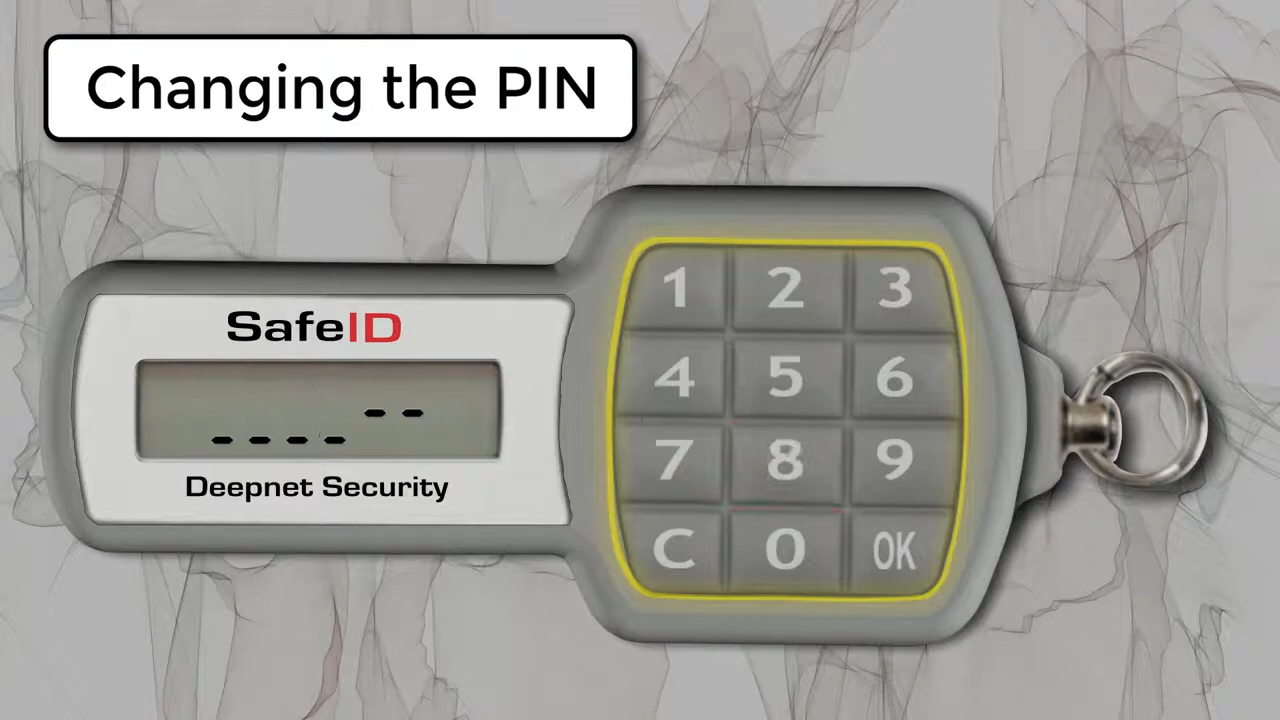 Changing the PIN
SafeID
---- --
Deepnet Security
1 2 3
4 5 6
7 8 9
C 0 OK